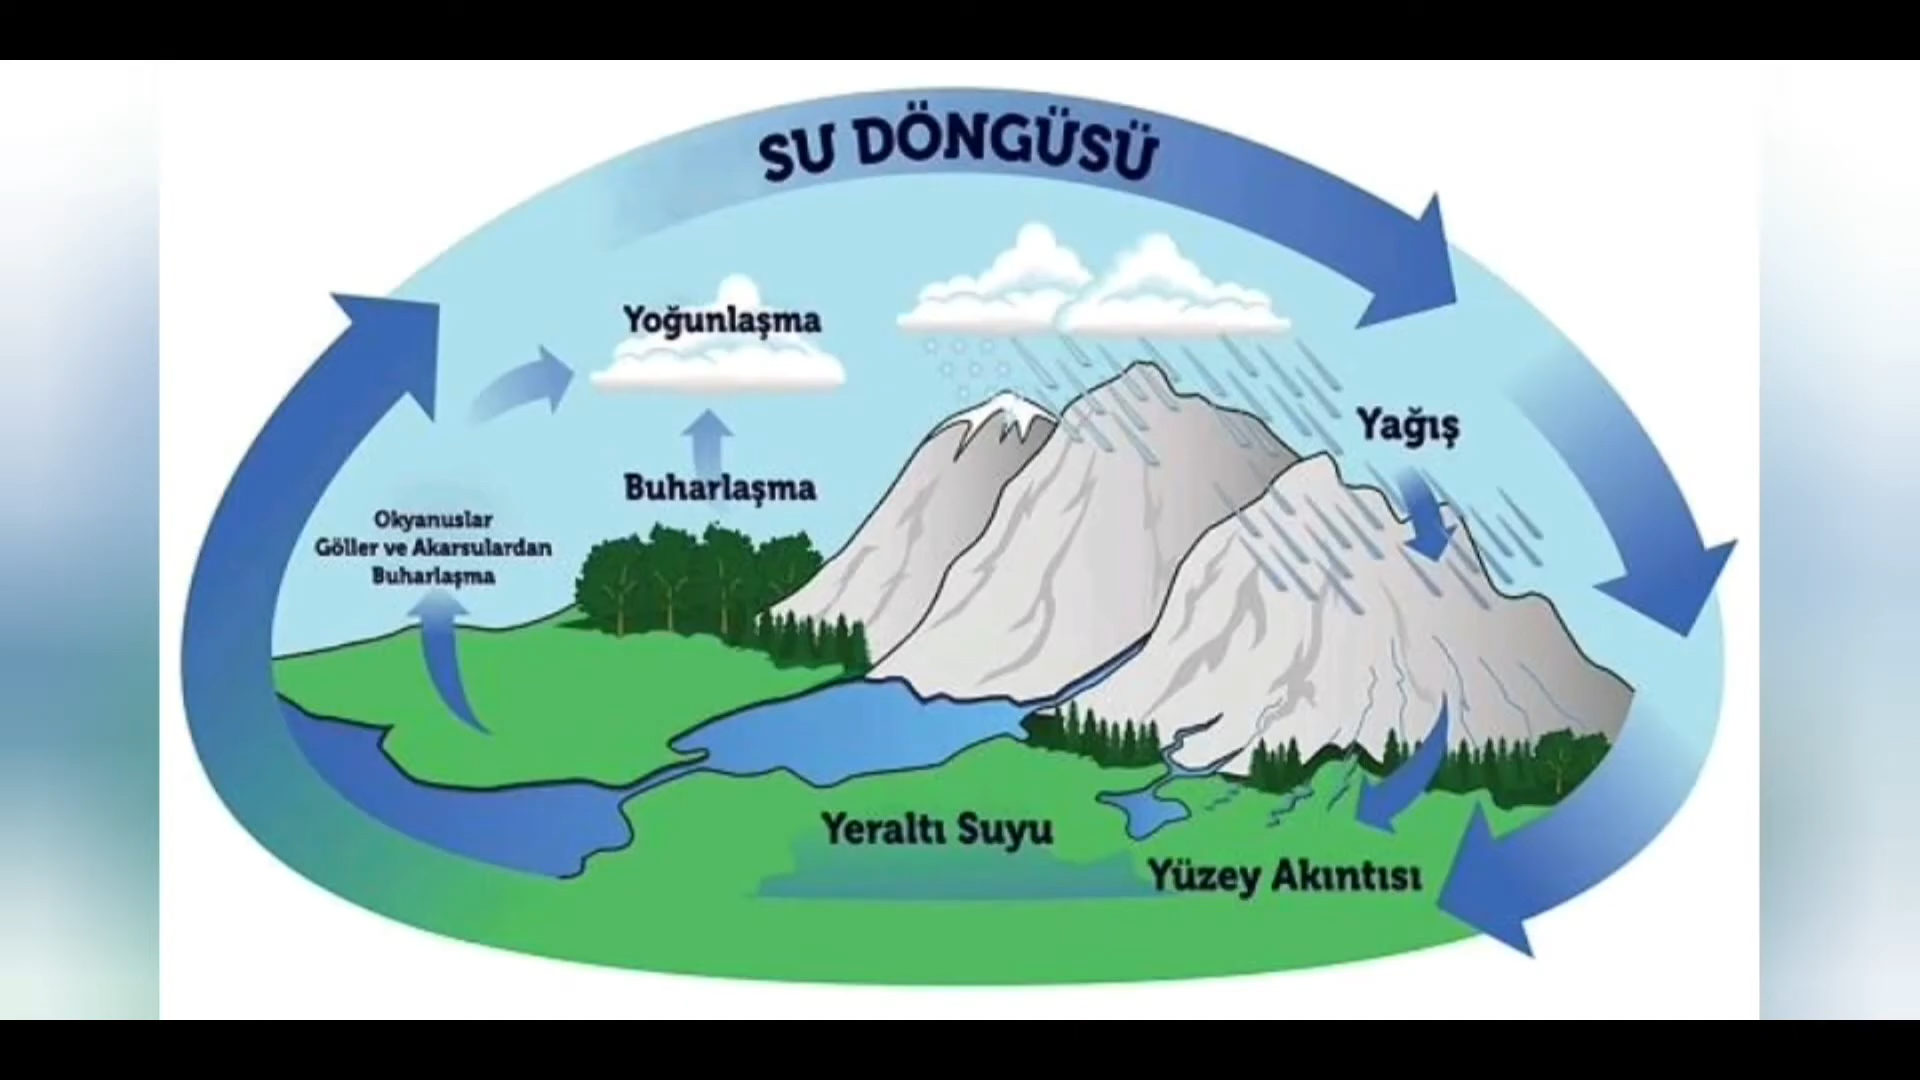 SU DÖNGÜSÜ
Yoğunlaşma
Yağış
Buharlaşma
Okyanuslar
Göller ve Akarsulardan
Buharlaşma
Yeraltı Suyu
Yüzey Akıntısı